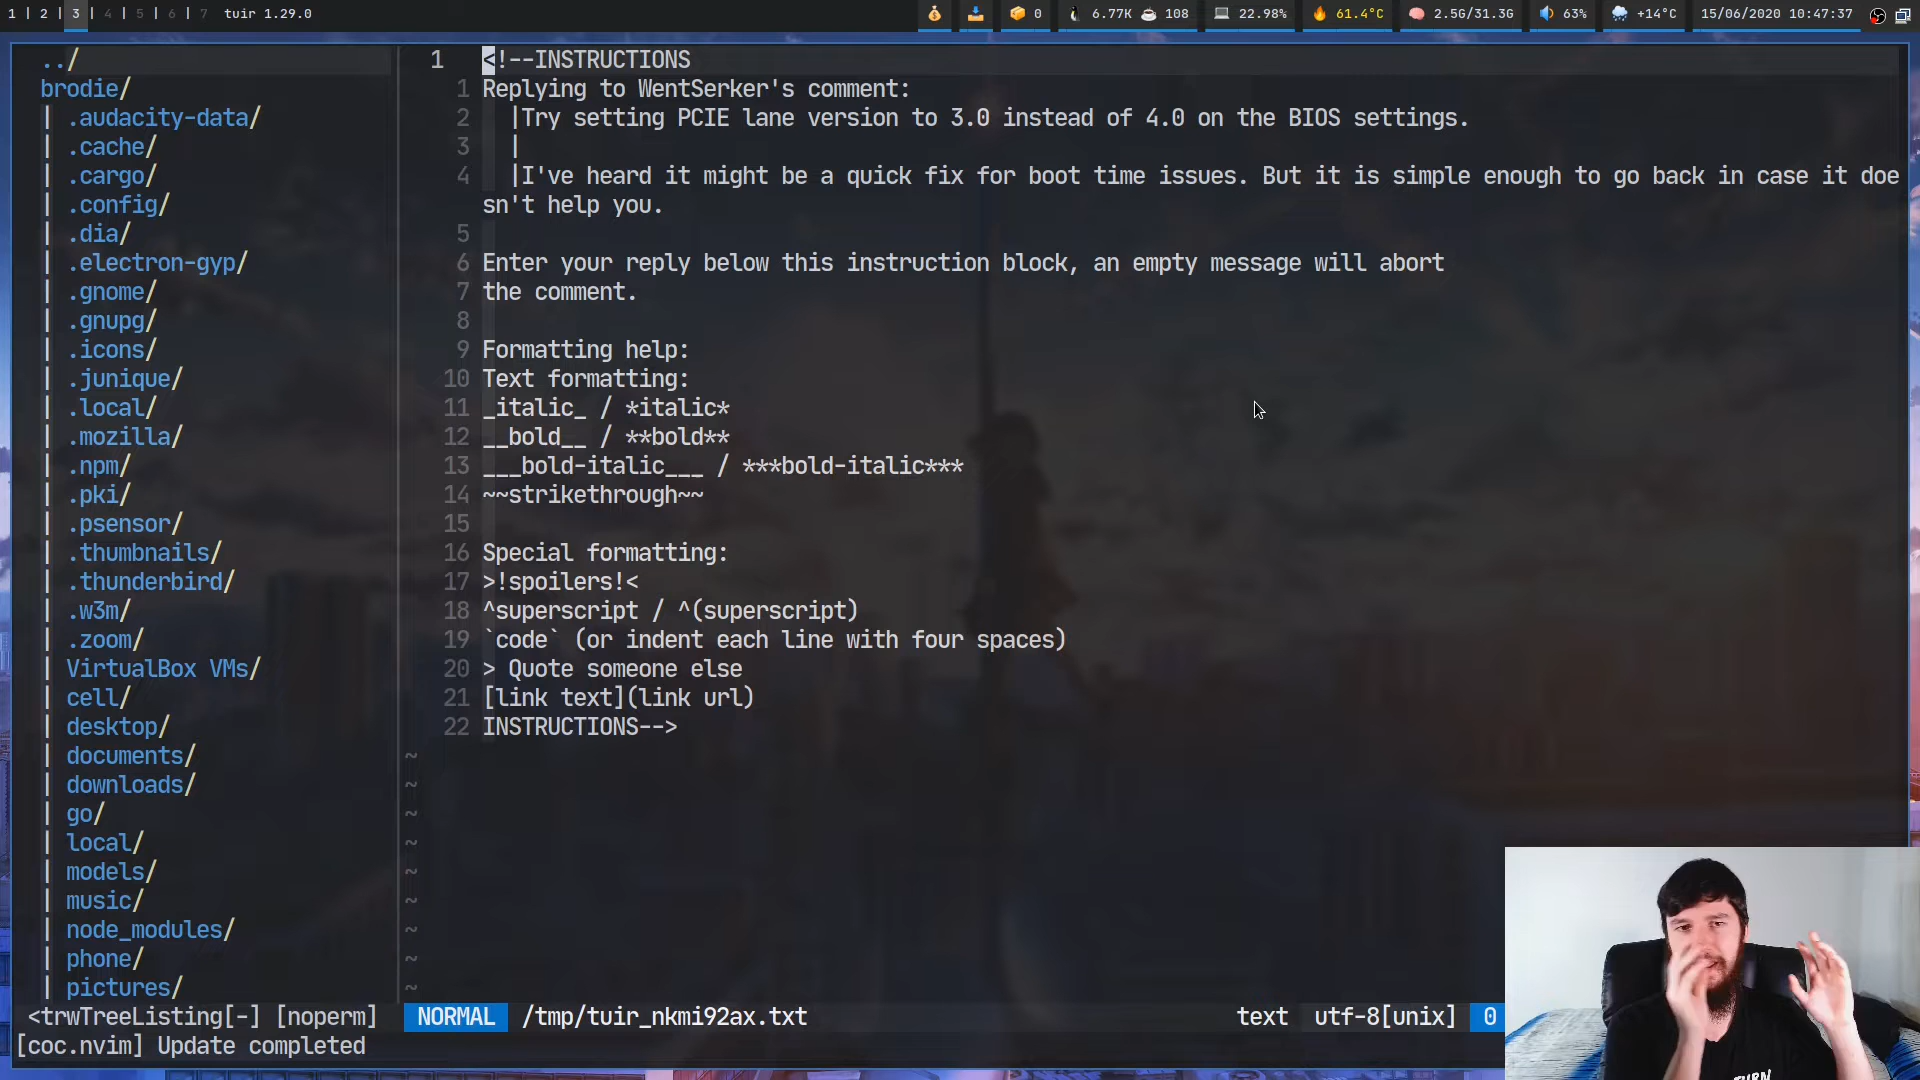 1 | 2 | 3 | 4 | 5 | 6 | 7 tuir 1.29.0 0 6.77K 108 22.98% 61.4°C 2.5G/31.3G 63% +14°C 15/06/2020 10:47:37
../
brodie/
| .audacity-data/
| .cache/
| .cargo/
| .config/
| .dia/
| .electron-gyp/
| .gnome/
| .gnupg/
| .icons/
| .junique/
| .local/
| .mozilla/
| .npm/
| .pki/
| .psensor/
| .thumbnails/
| .thunderbird/
| .w3m/
| .zoom/
| VirtualBox VMs/
| cell/
| desktop/
| documents/
| downloads/
| go/
| local/
| models/
| music/
| node_modules/
| phone/
| pictures/
<trwTreeListing[-] [noperm]
1 <!--INSTRUCTIONS
1 Replying to WentSerker's comment:
2 |Try setting PCIE lane version to 3.0 instead of 4.0 on the BIOS settings.
3 |
4 |I've heard it might be a quick fix for boot time issues. But it is simple enough to go back in case it doe
sn't help you.
5
6 Enter your reply below this instruction block, an empty message will abort
7 the comment.
8
9 Formatting help:
10 Text formatting:
11 _italic_ / *italic*
12 __bold__ / **bold**
13 ___bold-italic___ / ***bold-italic***
14 ~~strikethrough~~
15
16 Special formatting:
17 >!spoilers!<
18 ^superscript / ^(superscript)
19 `code` (or indent each line with four spaces)
20 > Quote someone else
21 [link text](link url)
22 INSTRUCTIONS-->
~
~
~
~
~
~
~
~
~
NORMAL /tmp/tuir_nkmi92ax.txt text utf-8[unix] 0
[coc.nvim] Update completed